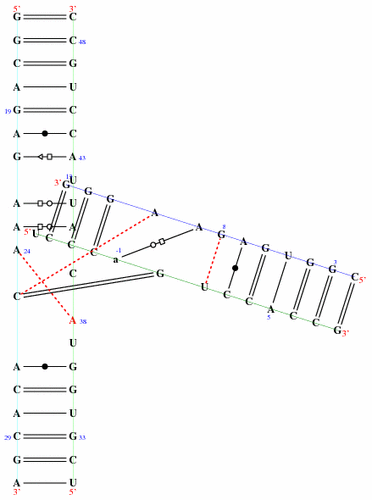 5' 3'
G C
G C 48
C G
A U
19 G C
A C
G A 43
U
3' G G G A A G A G U G G C 5'
11 8 3
A U
A A
5' U C C C a G U C C A C C G 3'
-1 5
A
24
C
C A 38
U
A G
C G
A U
29 C G 33
G C
A U
3' 5'